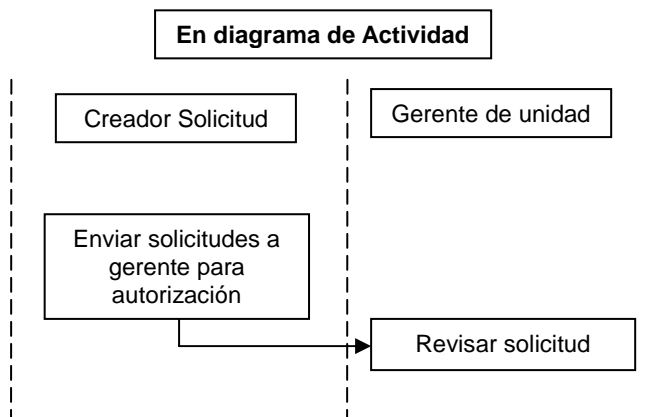 En diagrama de Actividad
Creador Solicitud
Gerente de unidad
Enviar solicitudes a
gerente para
autorización
Revisar solicitud